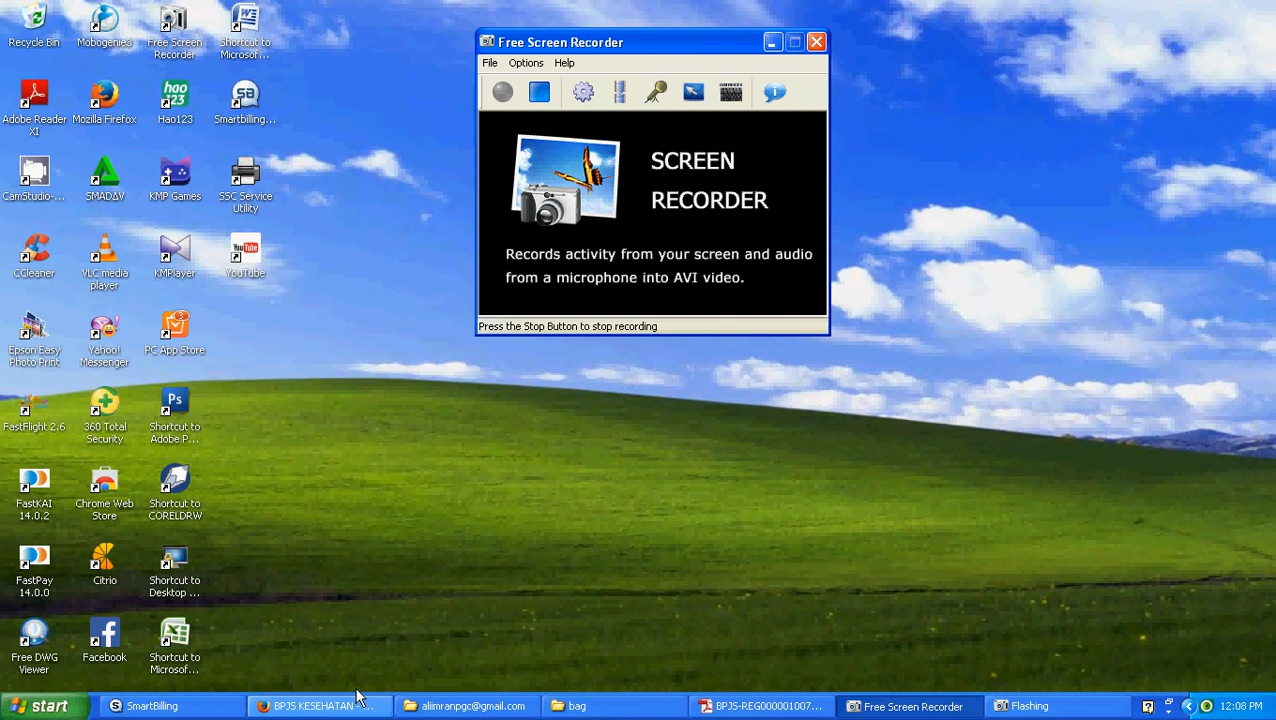 Recycle Bin
Mobogenies
Free Screen
Recorder
Shortcut to
Microsof...
Adobe Reader
XI
Mozilla Firefox
hao
123
Hao123
Smartbilling...
CamStudio-...
SMADAV
KMP Games
SSC Service
Utility
CCleaner
VLC media
player
KMPlayer
YouTube
Epson Easy
Photo Print
Yahoo!
Messenger
3
PC App Store
FastFlight 2.6
360 Total
Security
Ps
Shortcut to
Adobe P...
FastKAI
14.0.2
Chrome Web
Store
Shortcut to
CORELDRW
FastPay
14.0.0
Citrio
Shortcut to
Desktop ...
Free DWG
Viewer
Facebook
Shortcut to
Microsof...
Free Screen Recorder
File Options Help
SCREEN
RECORDER
Records activity from your screen and audio
from a microphone into AVI video.
Press the Stop Button to stop recording
start
SmartBilling
BPJS KESEHATAN - ...
alimranpgc@gmail.com
bag
BPJS-REG000001007...
Free Screen Recorder
Flashing
12:08 PM